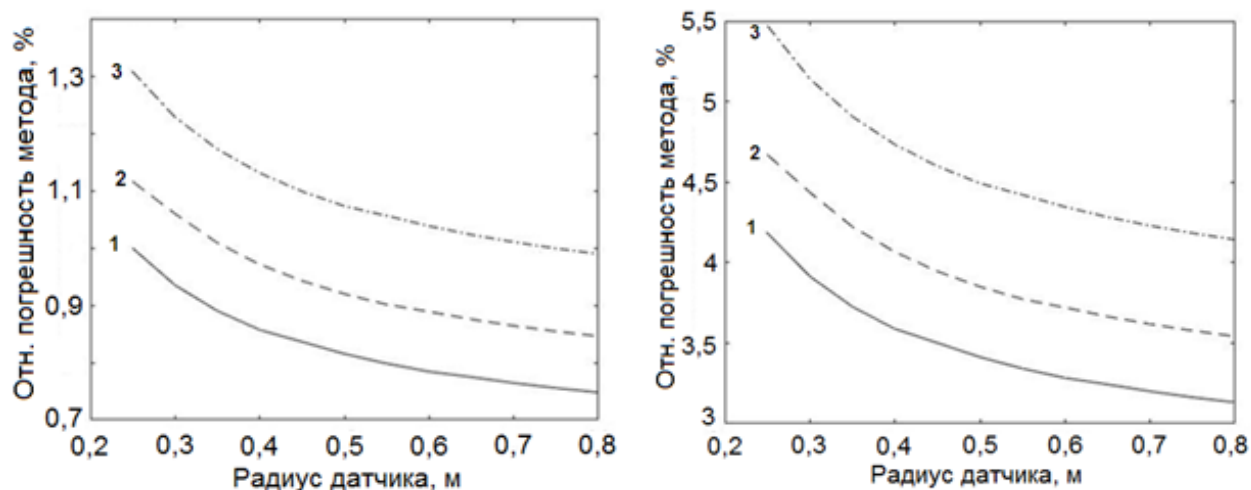 Отн. погрешность метода, %
1,3
1,1
0,9
0,7
3
2
1
0,2 0,3 0,4 0,5 0,6 0,7 0,8
Радиус датчика, м
Отн. погрешность метода, %
5,5
5
4,5
4
3,5
3
3
2
1
0,2 0,3 0,4 0,5 0,6 0,7 0,8
Радиус датчика, м